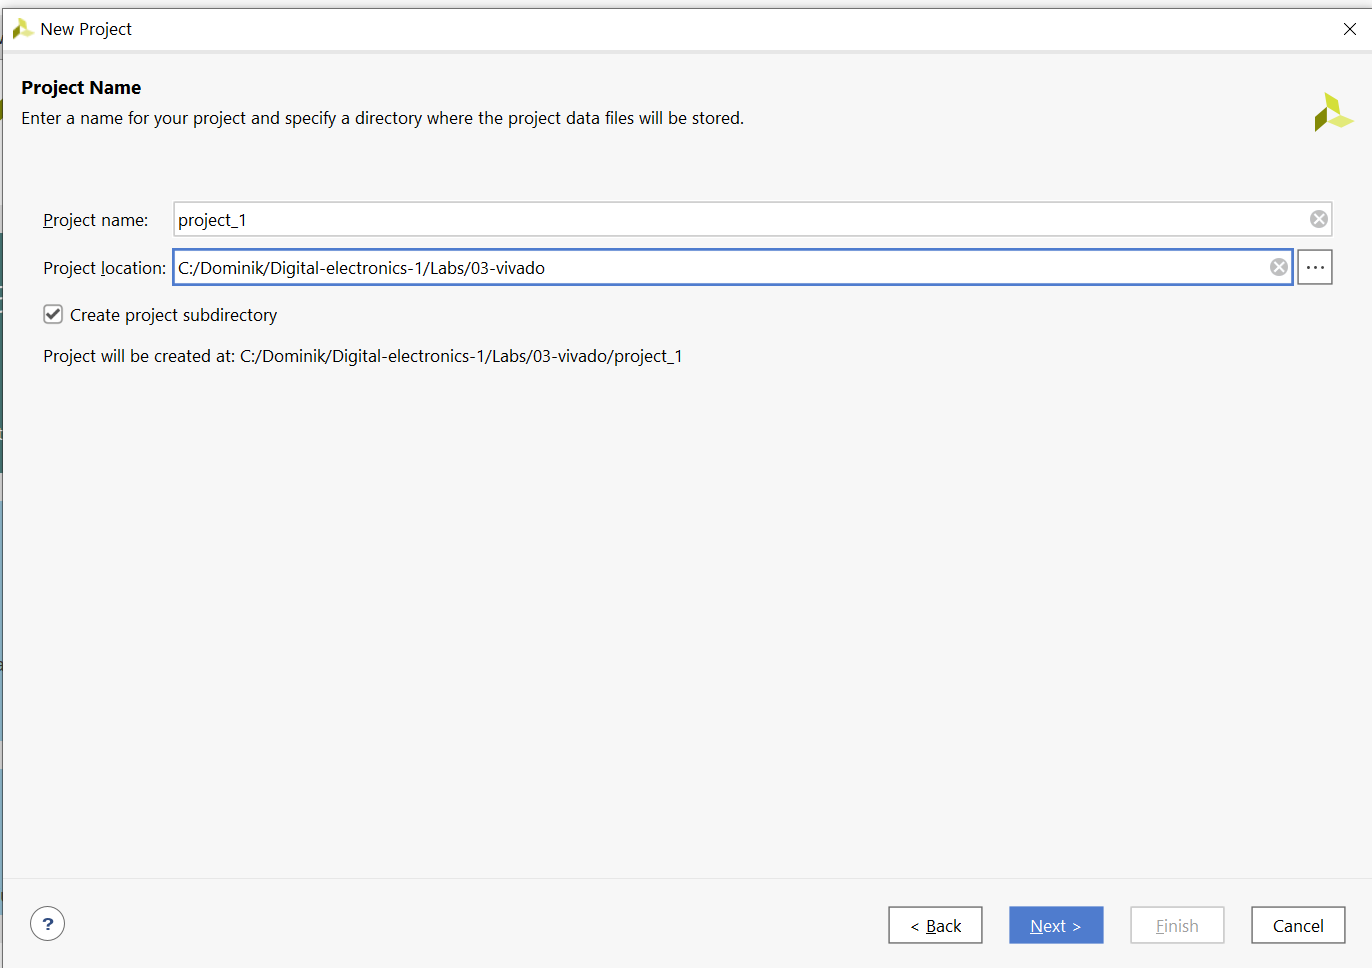 New Project
Project Name
Enter a name for your project and specify a directory where the project data files will be stored.
Project name: project_1
Project location: C:/Dominik/Digital-electronics-1/Labs/03-vivado ...
Create project subdirectory
Project will be created at: C:/Dominik/Digital-electronics-1/Labs/03-vivado/project_1
? < Back Next > Finish Cancel